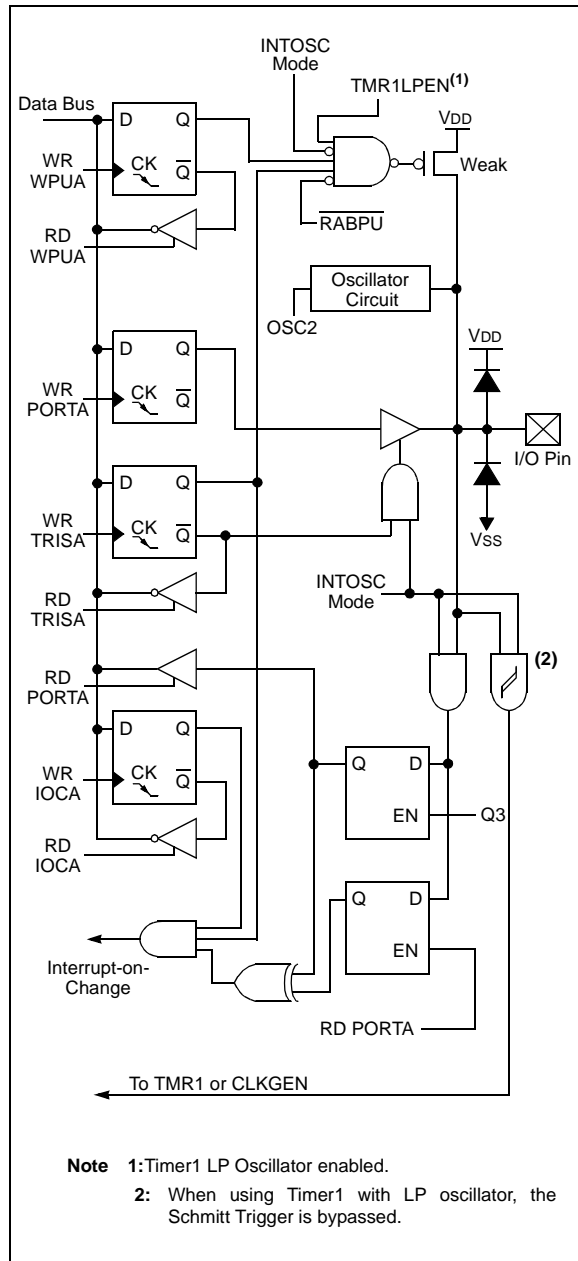 INTOSC
Mode
TMR1LPEN(1)
Data Bus
VDD
D Q
WR
WPUA
CK Q
Weak
RD
WPUA
RABPU
Oscillator
Circuit
OSC2
VDD
D Q
WR
PORTA
CK Q
I/O Pin
D Q
WR
TRISA
CK Q
VSS
INTOSC
Mode
RD
TRISA
(2)
RD
PORTA
D Q
WR
IOCA
CK Q
Q D
EN
Q3
RD
IOCA
Q D
EN
Interrupt-on-
Change
RD PORTA
To TMR1 or CLKGEN
Note 1:Timer1 LP Oscillator enabled.
2: When using Timer1 with LP oscillator, the
Schmitt Trigger is bypassed.